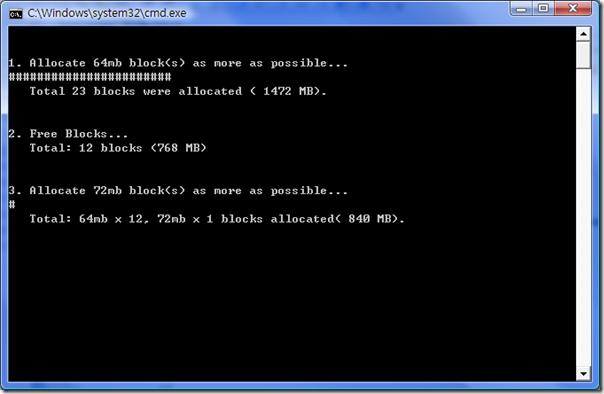 C:\Windows\system32\cmd.exe
1. Allocate 64mb block(s) as more as possible...
#######################
Total 23 blocks were allocated ( 1472 MB).
2. Free Blocks...
Total: 12 blocks (768 MB)
3. Allocate 72mb block(s) as more as possible...
#
Total: 64mb x 12, 72mb x 1 blocks allocated( 840 MB).